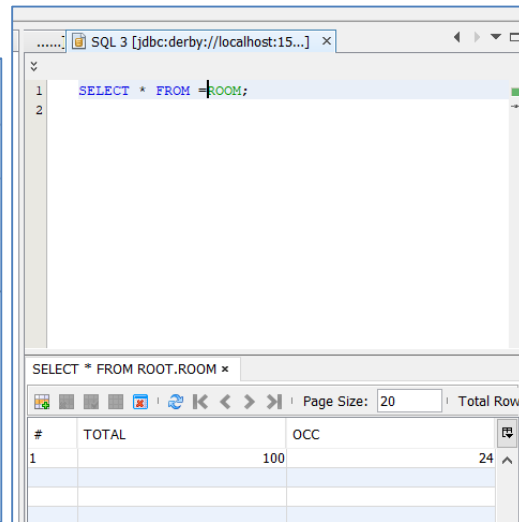 ......] SQL 3 [jdbc:derby://localhost:15...] ×
1 SELECT * FROM =ROOM;
2
SELECT * FROM ROOT.ROOM ×
Page Size: 20 Total Row
# TOTAL OCC
1 100 24